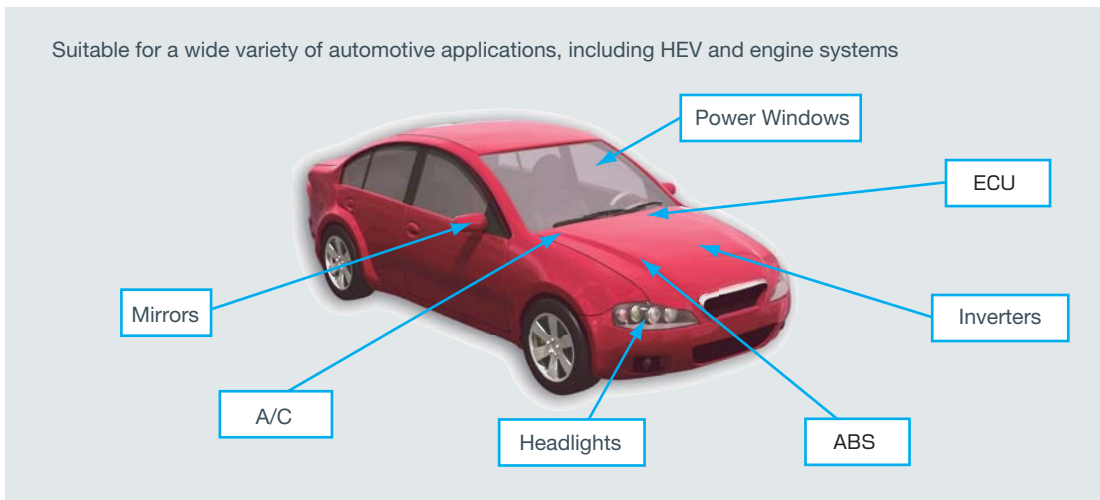 Suitable for a wide variety of automotive applications, including HEV and engine systems
Power Windows
ECU
Mirrors
Inverters
A/C
Headlights
ABS